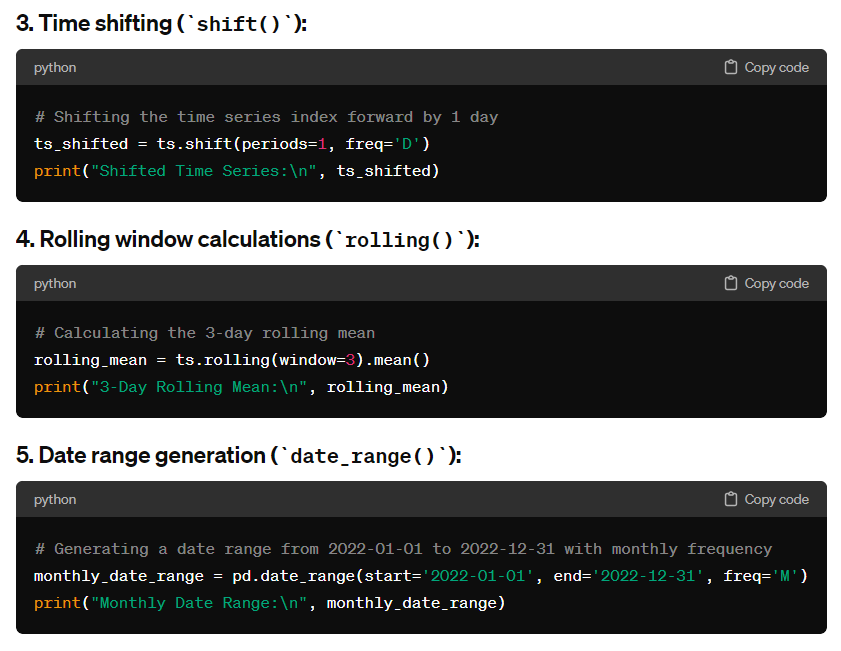 3. Time shifting (`shift()`):
python Copy code
# Shifting the time series index forward by 1 day
ts_shifted = ts.shift(periods=1, freq='D')
print("Shifted Time Series:\n", ts_shifted)
4. Rolling window calculations (`rolling()`):
python Copy code
# Calculating the 3-day rolling mean
rolling_mean = ts.rolling(window=3).mean()
print("3-Day Rolling Mean:\n", rolling_mean)
5. Date range generation (`date_range()`):
python Copy code
# Generating a date range from 2022-01-01 to 2022-12-31 with monthly frequency
monthly_date_range = pd.date_range(start='2022-01-01', end='2022-12-31', freq='M')
print("Monthly Date Range:\n", monthly_date_range)